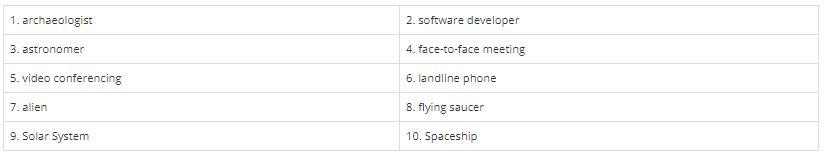 1. archaeologist
2. software developer
3. astronomer
4. face-to-face meeting
5. video conferencing
6. landline phone
7. alien
8. flying saucer
9. Solar System
10. Spaceship